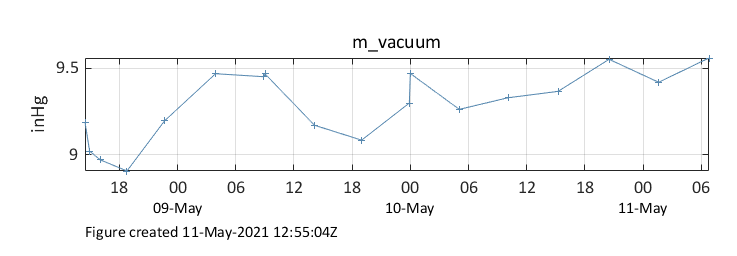 m_vacuum
9.5
inHg
9
18 00 06 12 18 00 06 12 18 00 06
09-May 10-May 11-May
Figure created 11-May-2021 12:55:04Z